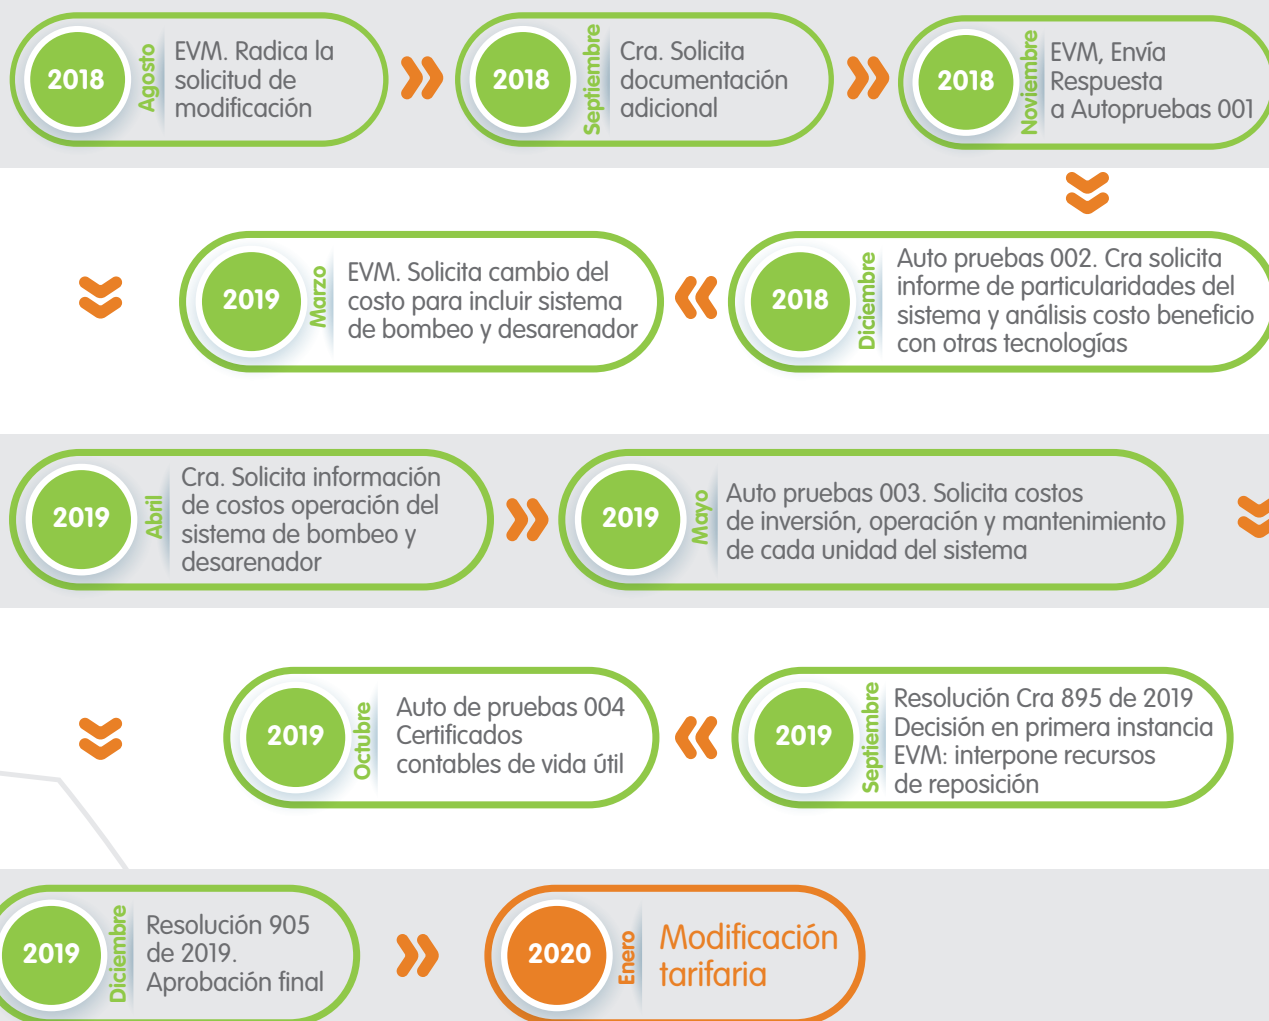 2018
Agosto
EVM. Radica la
solicitud de
modificación
2018
Septiembre
Cra. Solicita
documentación
adicional
2018
Noviembre
EVM, Envía
Respuesta
a Autopruebas 001
2018
Diciembre
Auto pruebas 002. Cra solicita
informe de particularidades del
sistema y análisis costo beneficio
con otras tecnologías
2019
Marzo
EVM. Solicita cambio del
costo para incluir sistema
de bombeo y desarenador
2019
Abril
Cra. Solicita información
de costos operación del
sistema de bombeo y
desarenador
2019
Mayo
Auto pruebas 003. Solicita costos
de inversión, operación y mantenimiento
de cada unidad del sistema
2019
Septiembre
Resolución Cra 895 de 2019
Decisión en primera instancia
EVM: interpone recursos
de reposición
2019
Octubre
Auto de pruebas 004
Certificados
contables de vida útil
2019
Diciembre
Resolución 905
de 2019.
Aprobación final
2020
Enero
Modificación
tarifaria